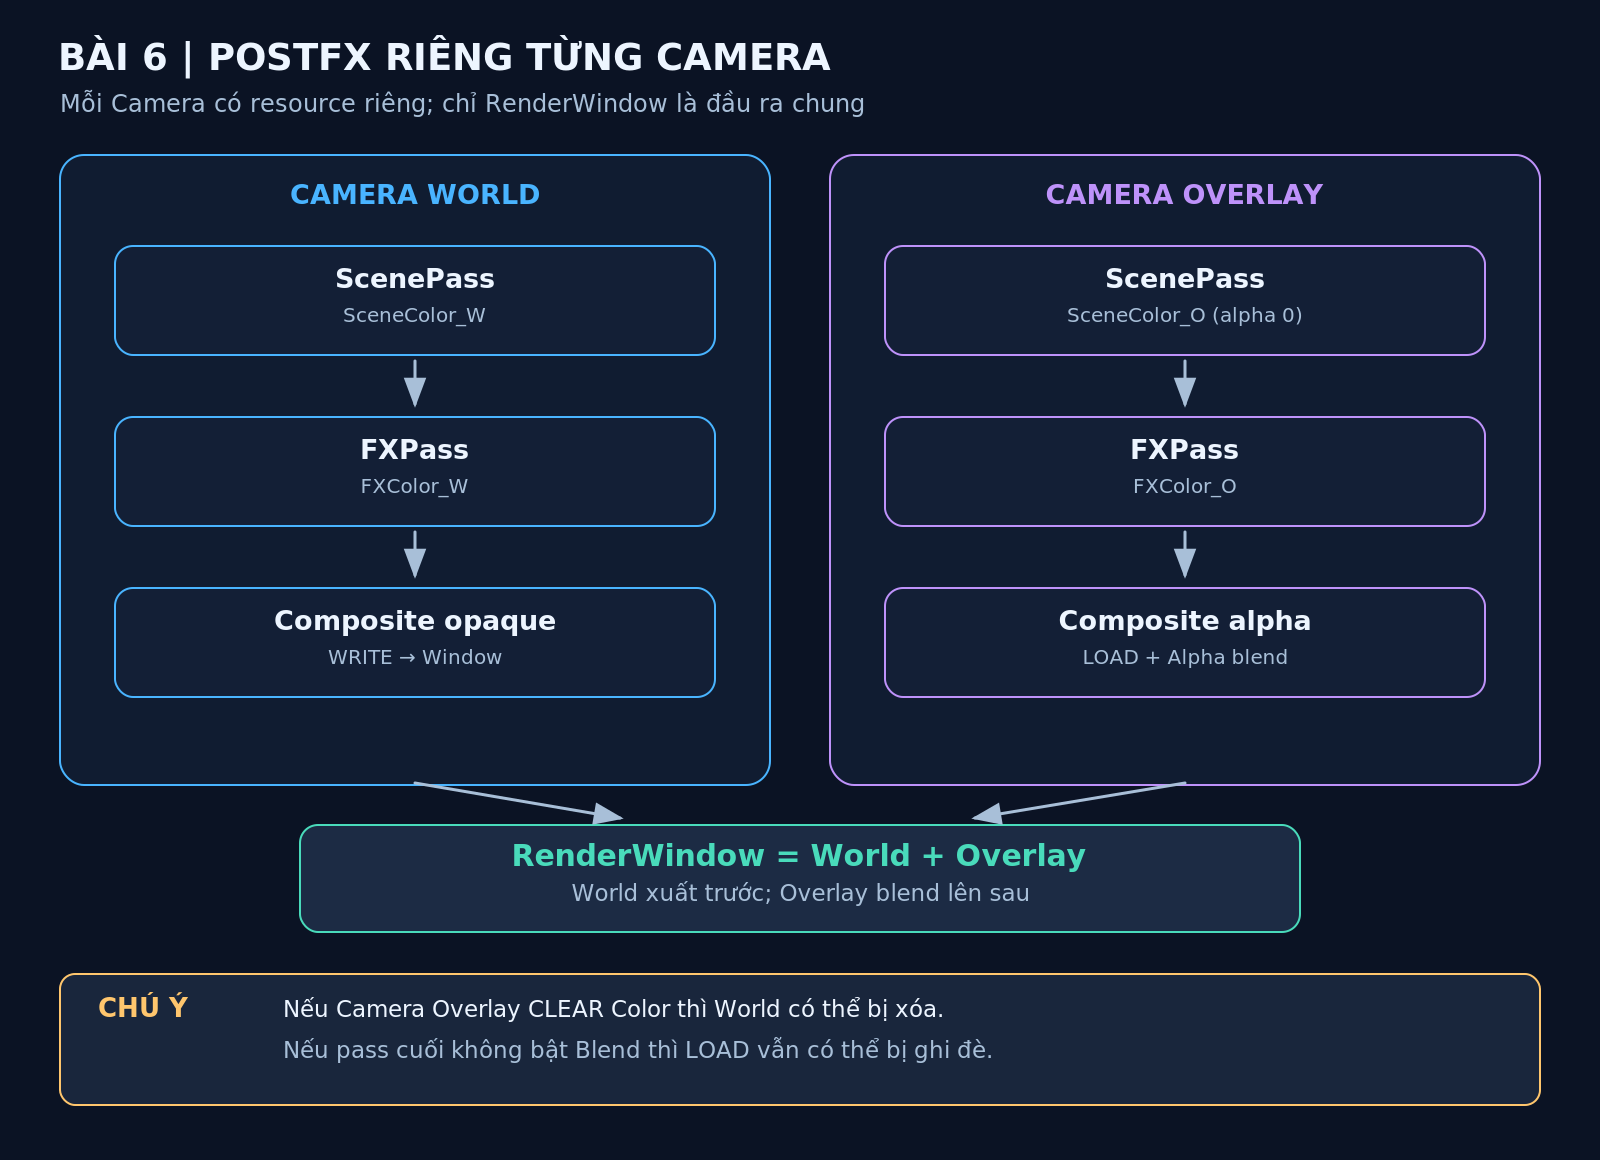 BÀI 6 | POSTFX RIÊNG TỪNG CAMERA
Mỗi Camera có resource riêng; chỉ RenderWindow là đầu ra chung
CAMERA WORLD
ScenePass
SceneColor_W
FXPass
FXColor_W
Composite opaque
WRITE → Window
CAMERA OVERLAY
ScenePass
SceneColor_O (alpha 0)
FXPass
FXColor_O
Composite alpha
LOAD + Alpha blend
RenderWindow = World + Overlay
World xuất trước; Overlay blend lên sau
CHÚ Ý
Nếu Camera Overlay CLEAR Color thì World có thể bị xóa.
Nếu pass cuối không bật Blend thì LOAD vẫn có thể bị ghi đè.